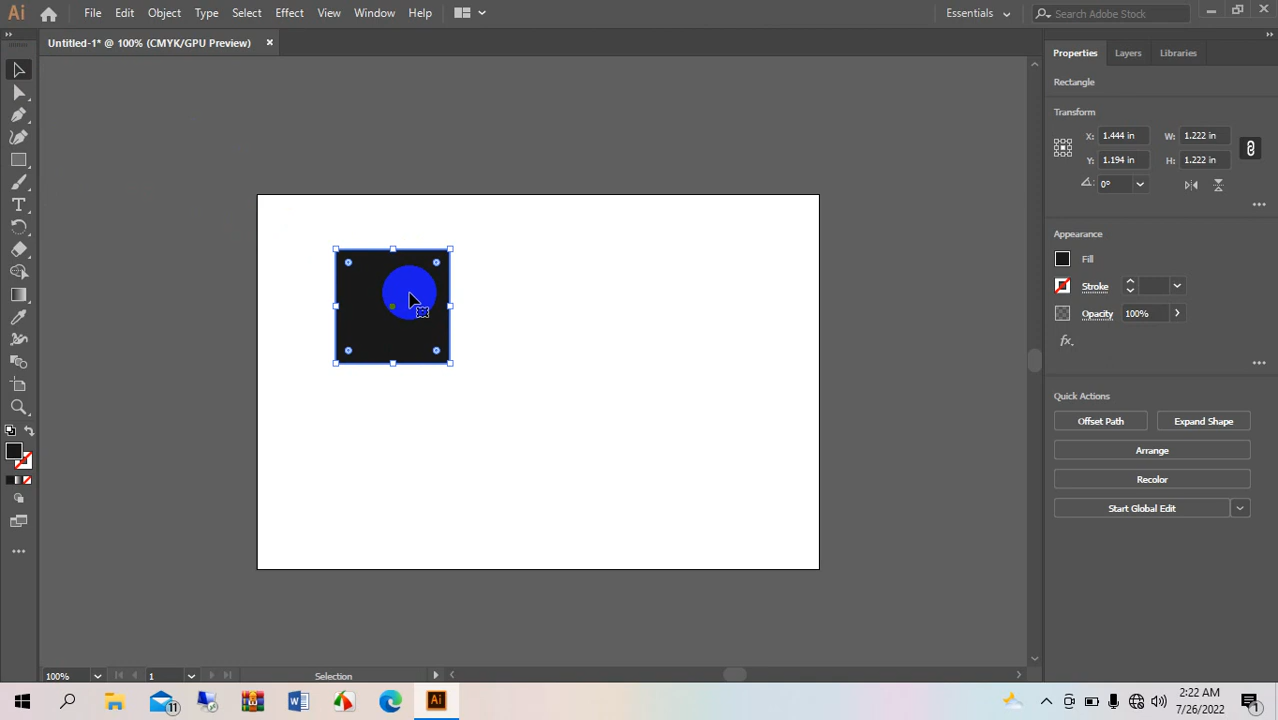 Ai File Edit Object Type Select Effect View Window Help Essentials Search Adobe Stock
Untitled-1* @ 100% (CMYK/GPU Preview)
Properties Layers Libraries
Rectangle
Transform
X: 1.444 in W: 1.222 in
Y: 1.194 in H: 1.222 in
0°
Appearance
Fill
Stroke
Opacity 100%
fx.
Quick Actions
Offset Path Expand Shape
Arrange
Recolor
Start Global Edit
T
100% 1 Selection
11 W Ai 2:22 AM
7/26/2022 1